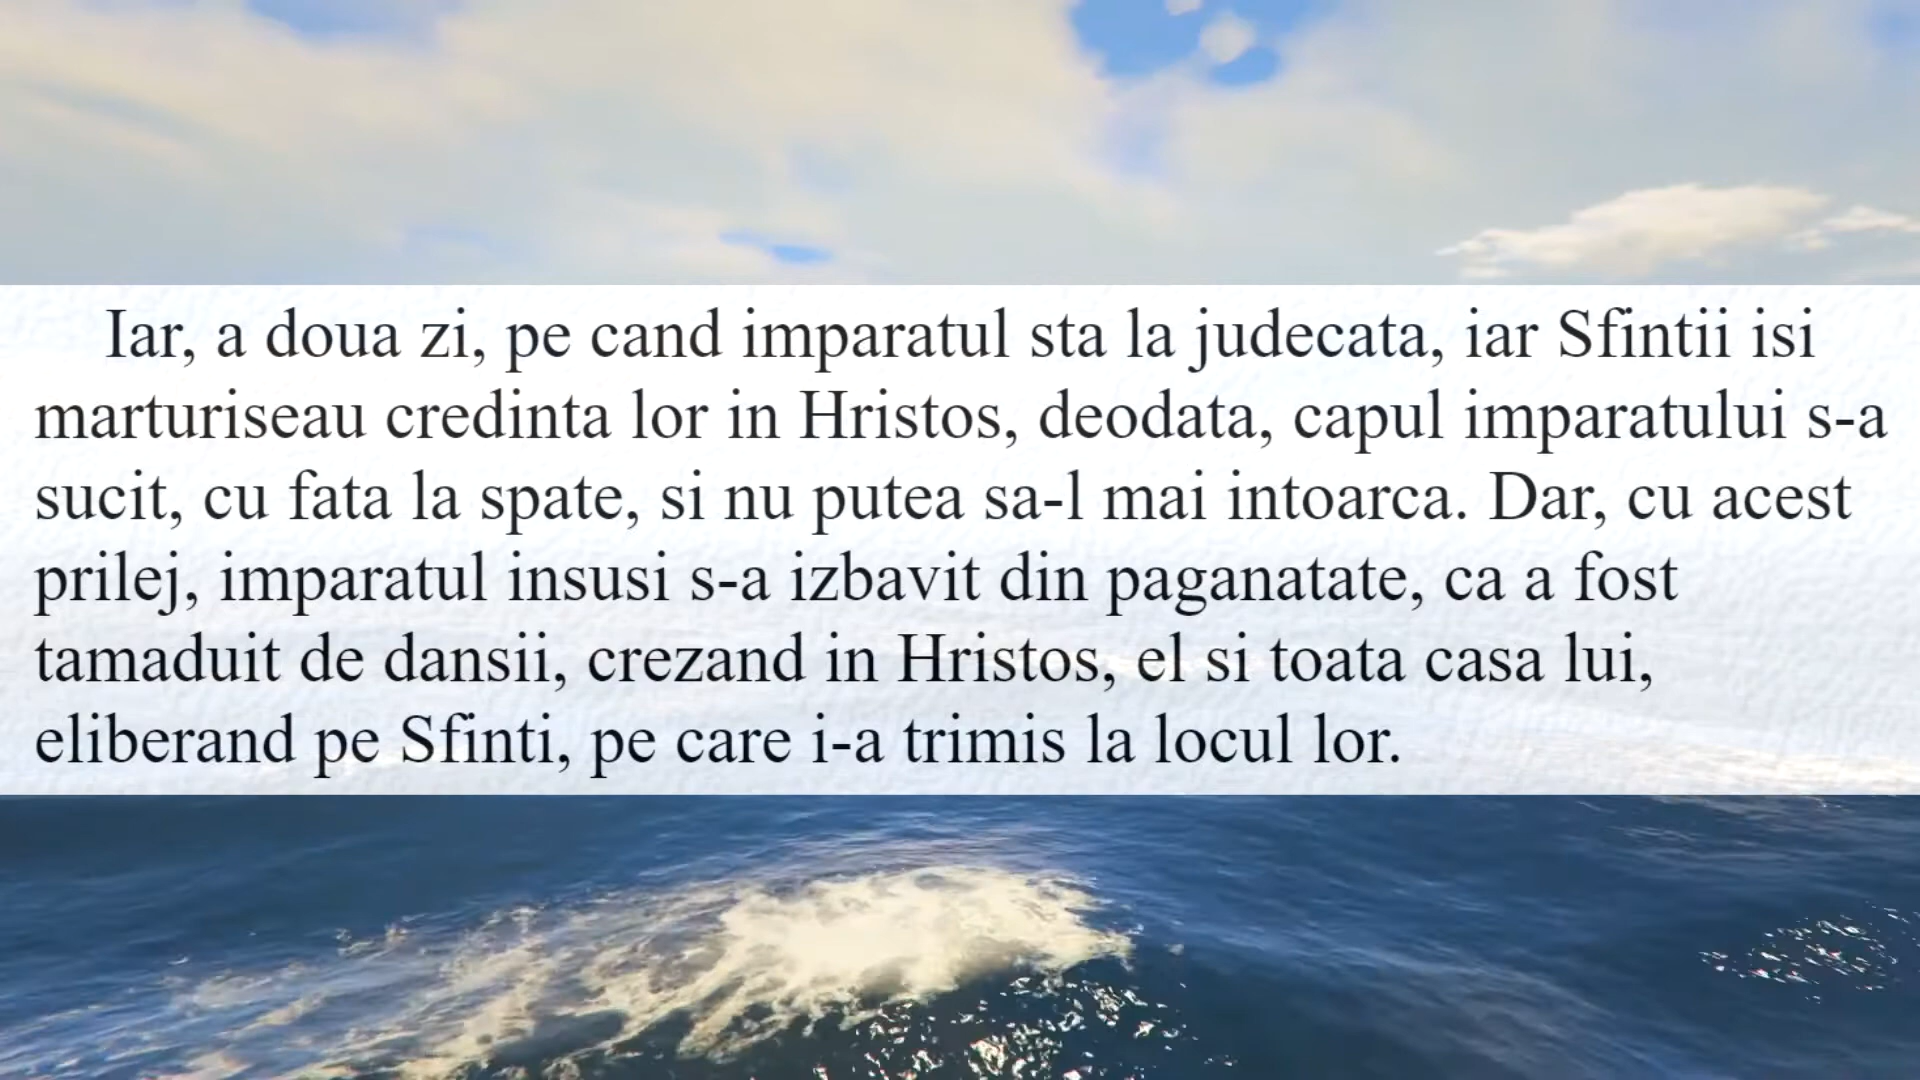 Iar, a doua zi, pe cand imparatul sta la judecata, iar Sfintii isi
marturiseau credinta lor in Hristos, deodata, capul imparatului s-a
sucit, cu fata la spate, si nu putea sa-l mai intoarca. Dar, cu acest
prilej, imparatul insusi s-a izbavit din paganatate, ca a fost
tamaduit de dansii, crezand in Hristos, el si toata casa lui,
eliberand pe Sfinti, pe care i-a trimis la locul lor.